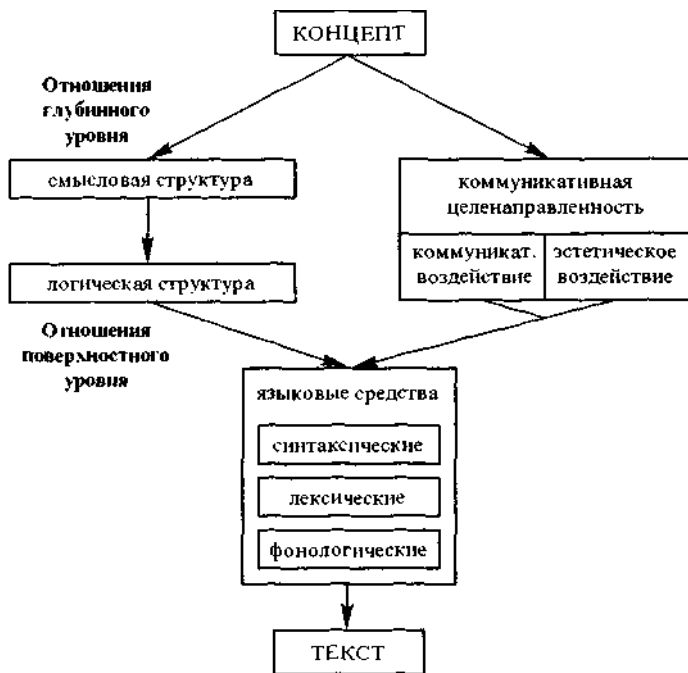 КОНЦЕПТ
Отношения
глубинного
уровня
смысловая структура
коммуникативная
целенаправленность
коммуникат.
воздействие
эстетическое
воздействие
логическая структура
Отношения
поверхностного
уровня
языковые средства
синтаксические
лексические
фонологические
ТЕКСТ